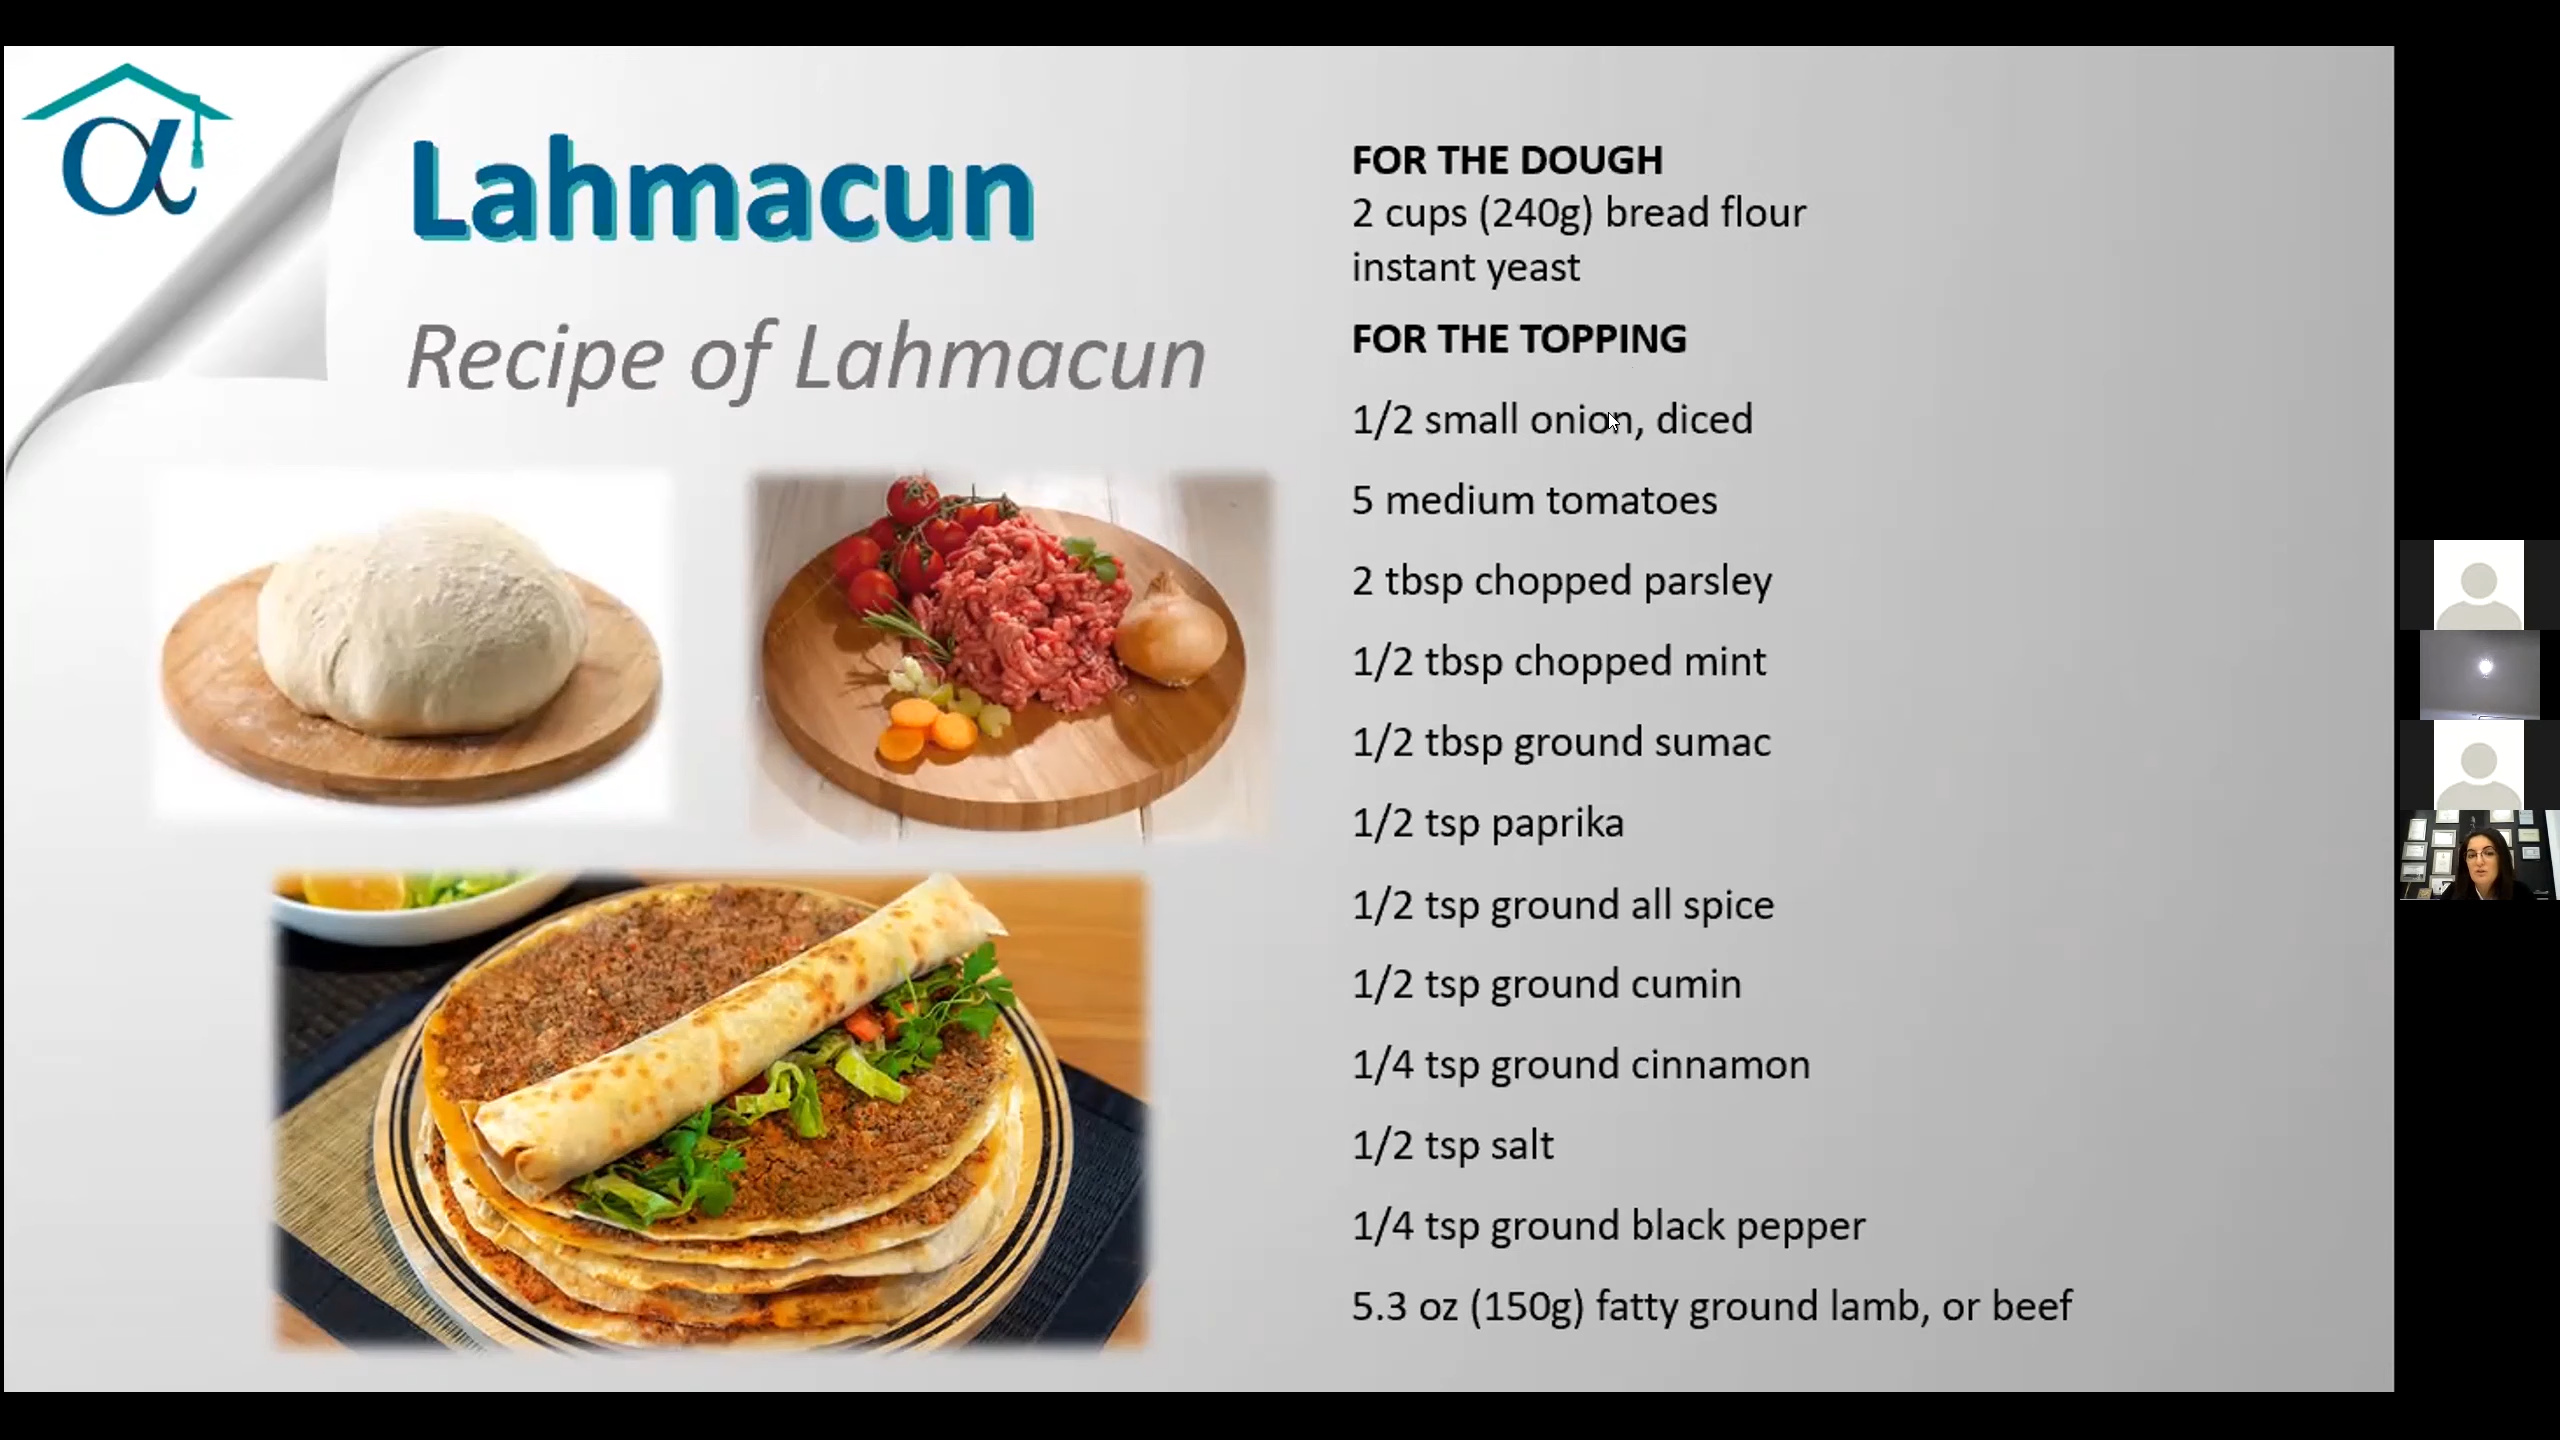 Lahmacun
Recipe of Lahmacun
FOR THE DOUGH
2 cups (240g) bread flour
instant yeast
FOR THE TOPPING
1/2 small onion, diced
5 medium tomatoes
2 tbsp chopped parsley
1/2 tbsp chopped mint
1/2 tbsp ground sumac
1/2 tsp paprika
1/2 tsp ground all spice
1/2 tsp ground cumin
1/4 tsp ground cinnamon
1/2 tsp salt
1/4 tsp ground black pepper
5.3 oz (150g) fatty ground lamb, or beef